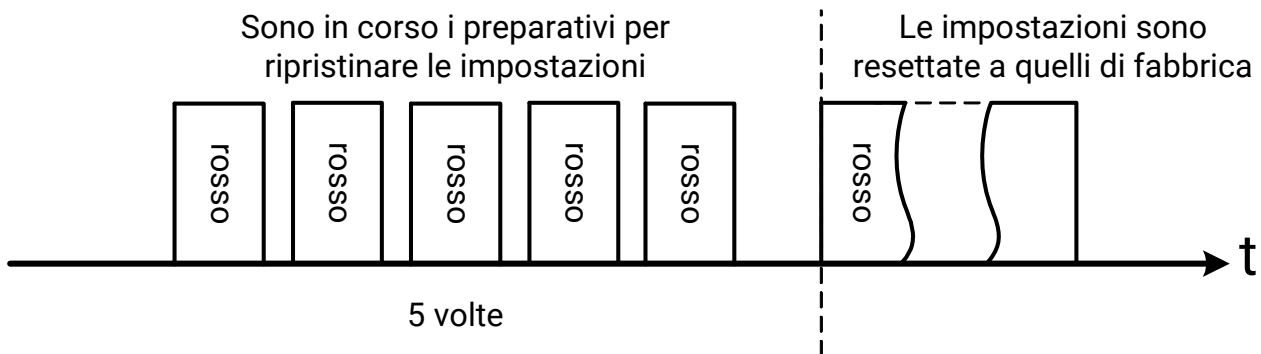 Sono in corso i preparativi per
ripristinare le impostazioni
Le impostazioni sono
resettate a quelli di fabbrica
rosso
rosso
rosso
rosso
rosso
rosso
t
5 volte